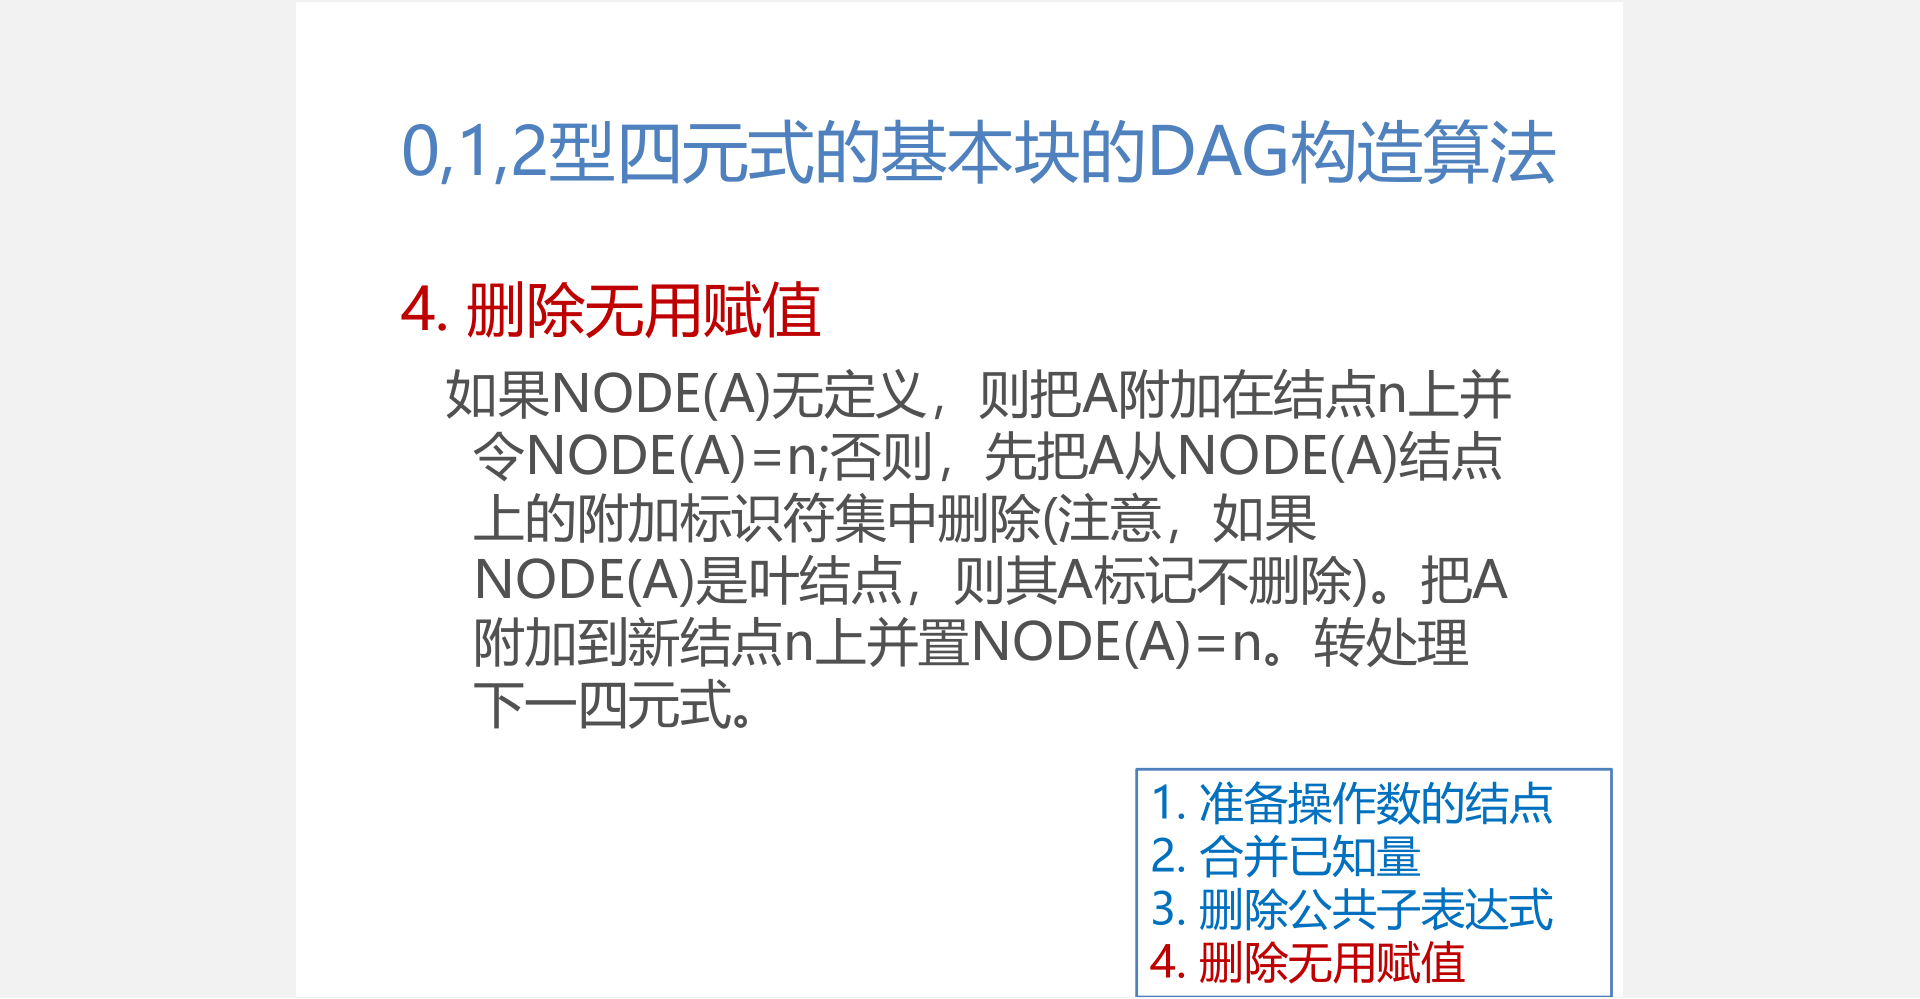 0,1,2型四元式的基本块的DAG构造算法
4. 删除无用赋值
如果NODE(A)无定义，则把A附加在结点n上并
令NODE(A)=n;否则，先把A从NODE(A)结点
上的附加标识符集中删除(注意，如果
NODE(A)是叶结点，则其A标记不删除)。把A
附加到新结点n上并置NODE(A)=n。转处理
下一四元式。
1. 准备操作数的结点
2. 合并已知量
3. 删除公共子表达式
4. 删除无用赋值